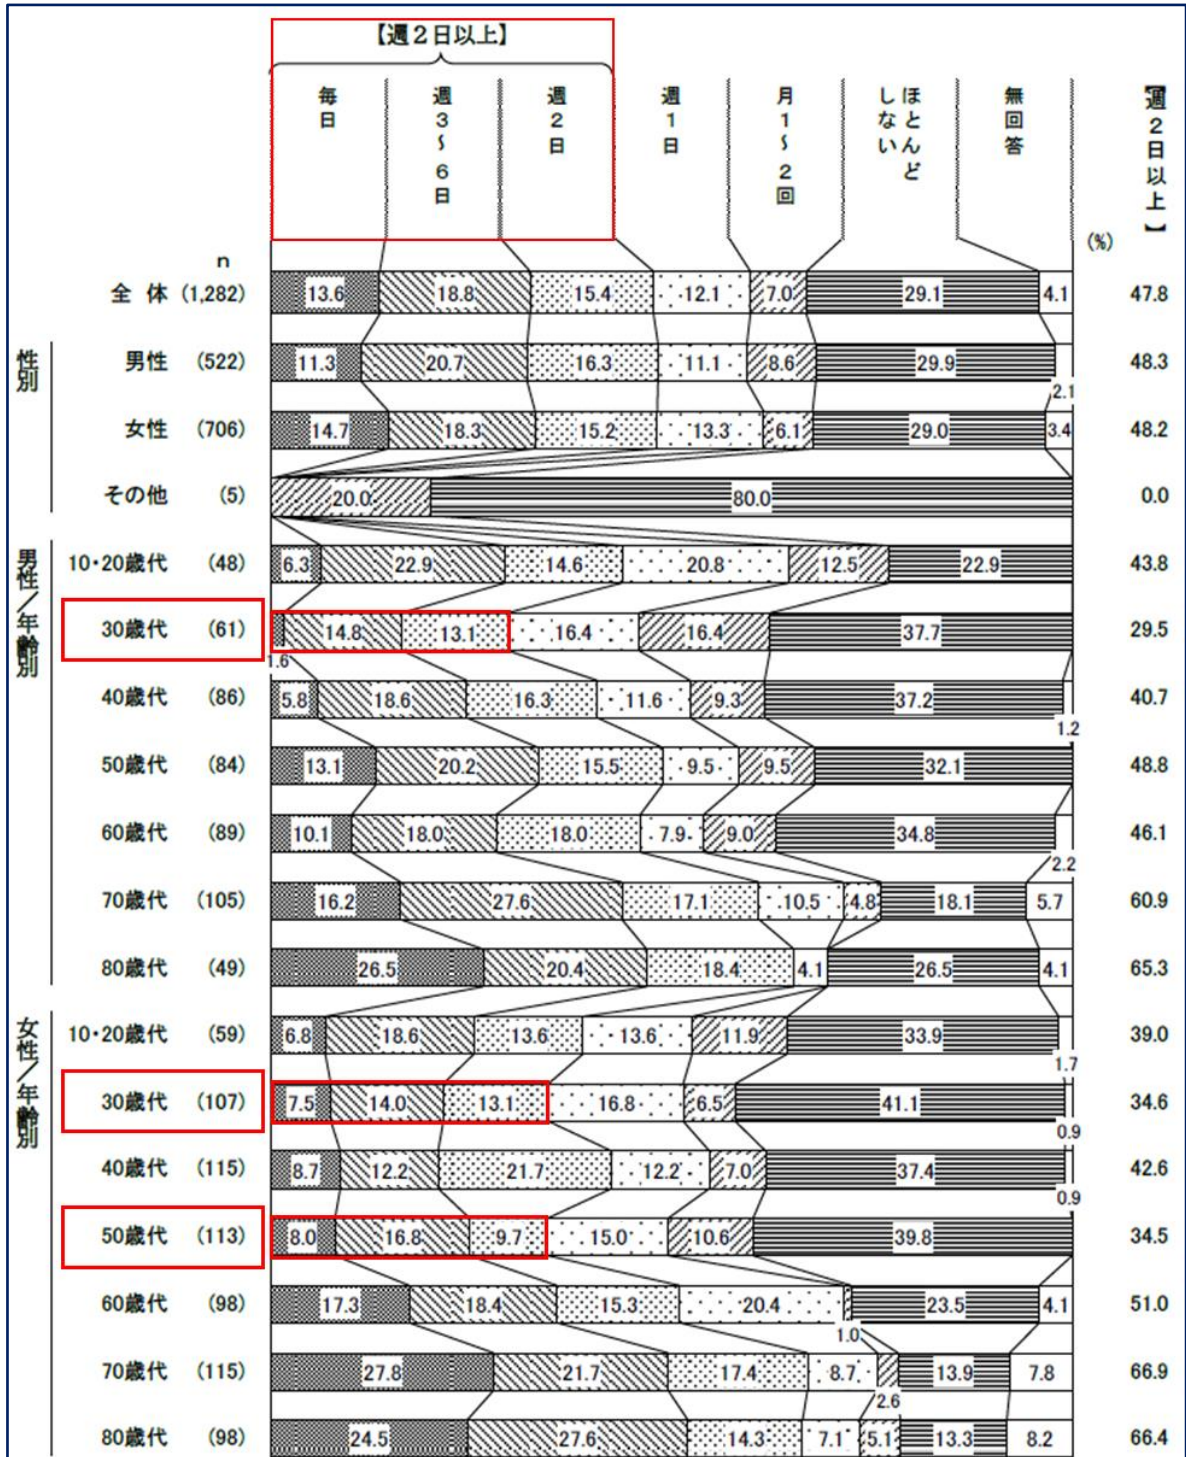 【週2日以上】
毎日
週3~6日
週2日
週1日
月1~2回
ほとんどしない
無回答
【週2日以上】
(%)
n
全体 (1,282) 13.6 18.8 15.4 12.1 7.0 29.1 4.1 47.8
性別
男性 (522) 11.3 20.7 16.3 11.1 8.6 29.9 2.1 48.3
女性 (706) 14.7 18.3 15.2 13.3 6.1 29.0 3.4 48.2
その他 (5) 20.0 80.0 0.0
男性/年齢別
10・20歳代 (48) 6.3 22.9 14.6 20.8 12.5 22.9 43.8
30歳代 (61) 1.6 14.8 13.1 16.4 16.4 37.7 29.5
40歳代 (86) 5.8 18.6 16.3 11.6 9.3 37.2 1.2 40.7
50歳代 (84) 13.1 20.2 15.5 9.5 9.5 32.1 48.8
60歳代 (89) 10.1 18.0 18.0 7.9 9.0 34.8 2.2 46.1
70歳代 (105) 16.2 27.6 17.1 10.5 4.8 18.1 5.7 60.9
80歳代 (49) 26.5 20.4 18.4 4.1 26.5 4.1 65.3
女性/年齢別
10・20歳代 (59) 6.8 18.6 13.6 13.6 11.9 33.9 1.7 39.0
30歳代 (107) 7.5 14.0 13.1 16.8 6.5 41.1 0.9 34.6
40歳代 (115) 8.7 12.2 21.7 12.2 7.0 37.4 0.9 42.6
50歳代 (113) 8.0 16.8 9.7 15.0 10.6 39.8 34.5
60歳代 (98) 17.3 18.4 15.3 20.4 1.0 23.5 4.1 51.0
70歳代 (115) 27.8 21.7 17.4 8.7 2.6 13.9 7.8 66.9
80歳代 (98) 24.5 27.6 14.3 7.1 5.1 13.3 8.2 66.4